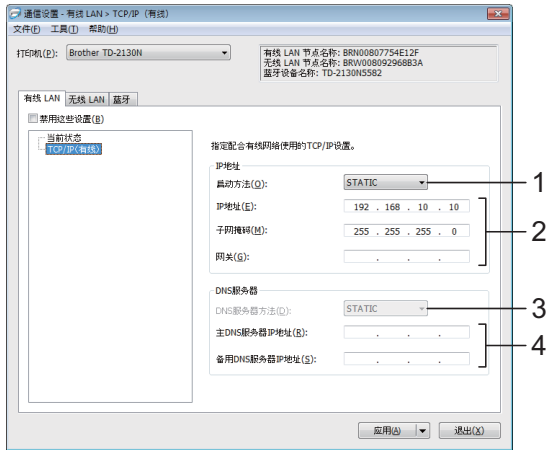 通信设置 - 有线 LAN > TCP/IP（有线）
文件(F) 工具(T) 帮助(H)
打印机(P): Brother TD-2130N
有线 LAN 节点名称: BRN00807754E12F
无线 LAN 节点名称: BRW008092968B3A
蓝牙设备名称: TD-2130N5582
有线 LAN 无线 LAN 蓝牙
禁用这些设置(B)
当前状态
TCP/IP(有线)
指定配合有线网络使用的TCP/IP设置。
IP地址
启动方法(O): STATIC 1
IP地址(E): 192 . 168 . 10 . 10
子网掩码(M): 255 . 255 . 255 . 0
2
网关(G): . . .
DNS服务器
DNS服务器方法(D): STATIC 3
主DNS服务器IP地址(R): . . .
4
备用DNS服务器IP地址(S): . . .
应用(A) 退出(X)